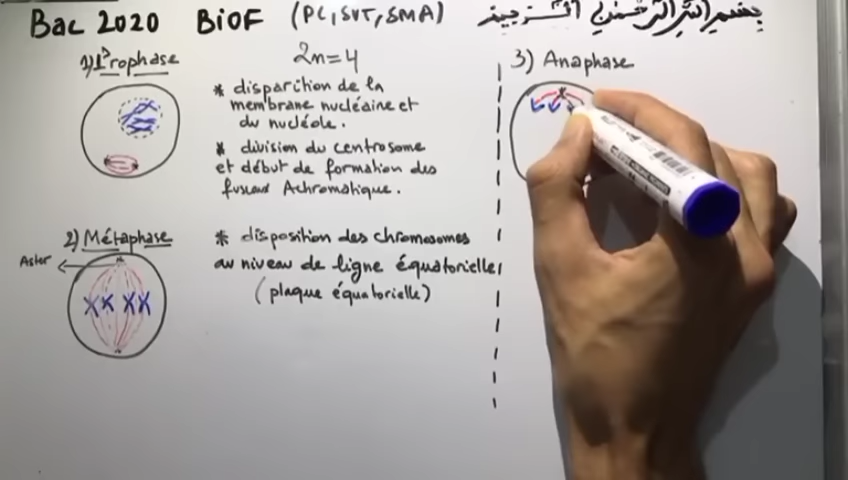 Bac 2020 BiOF (PC, SVT, SMA) بسم الله الرحمن الرحيم
2n=4
1) Prophase
* disparition de la
membrane nucléaire et
du nucléole.
* division du centrosome
et début de formation des
fuseau Achromatique.
2) Métaphase
Aster
* disposition des chromosomes
au niveau de ligne équatorielle
(plaque équatorielle)
3) Anaphase